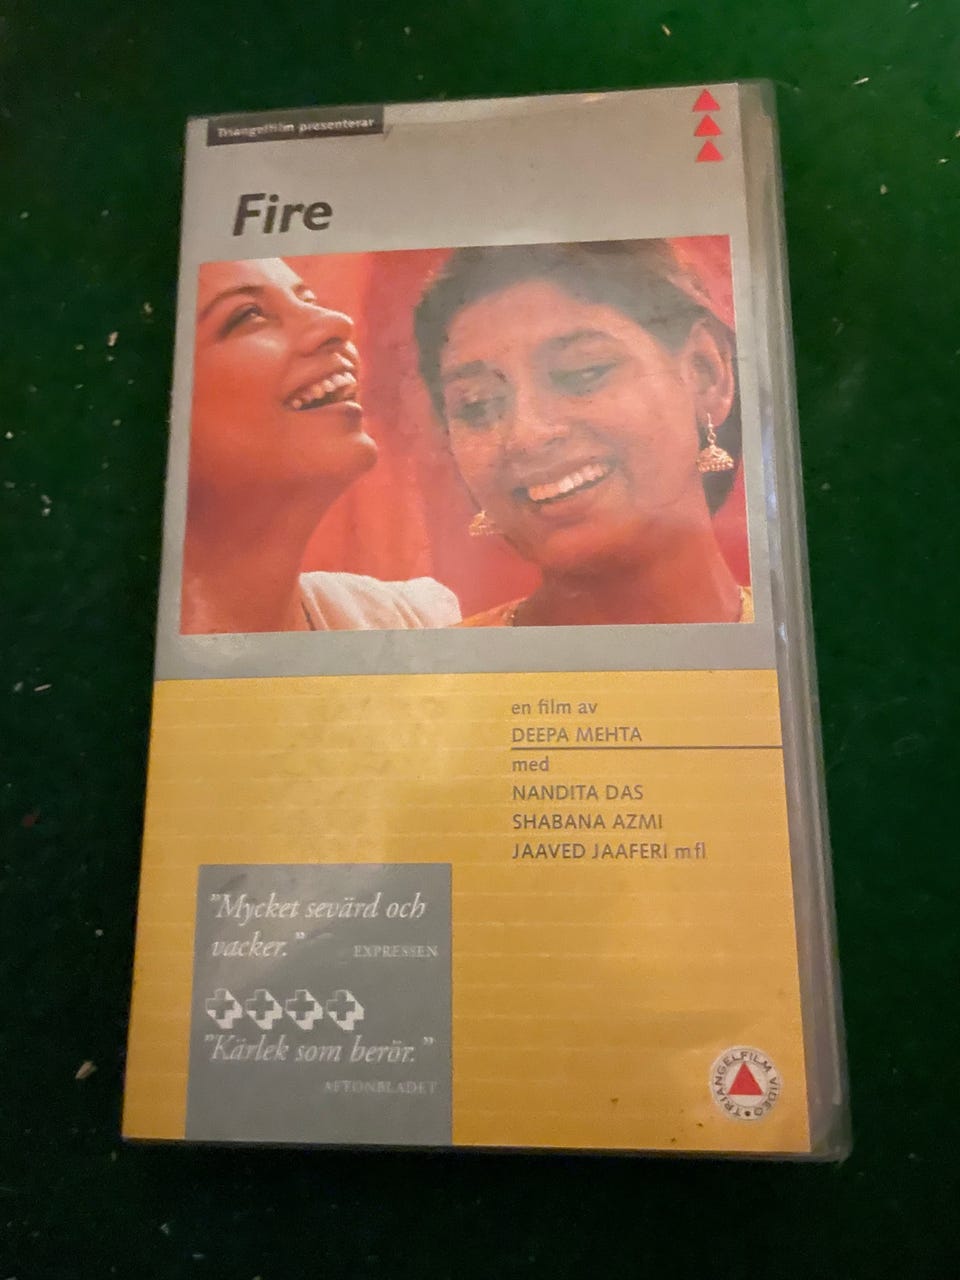 Triangelfilm presenterar
Fire
en film av
DEEPA MEHTA
med
NANDITA DAS
SHABANA AZMI
JAAVED JAAFERI mfl
"Mycket sevärd och
vacker."
EXPRESSEN
"Kärlek som berör."
AFTONBLADET
TRIANGELFILM VIDEO